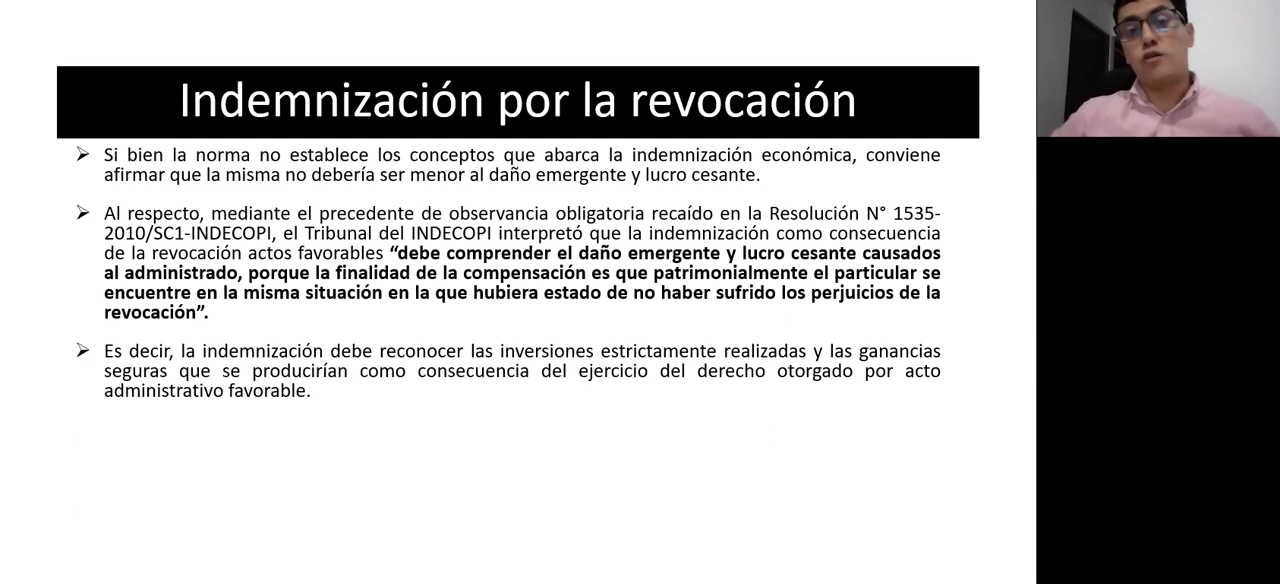 Indemnización por la revocación
Si bien la norma no establece los conceptos que abarca la indemnización económica, conviene
afirmar que la misma no debería ser menor al daño emergente y lucro cesante.
Al respecto, mediante el precedente de observancia obligatoria recaído en la Resolución N° 1535-
2010/SC1-INDECOPI, el Tribunal del INDECOPI interpretó que la indemnización como consecuencia
de la revocación actos favorables “debe comprender el daño emergente y lucro cesante causados
al administrado, porque la finalidad de la compensación es que patrimonialmente el particular se
encuentre en la misma situación en la que hubiera estado de no haber sufrido los perjuicios de la
revocación”.
Es decir, la indemnización debe reconocer las inversiones estrictamente realizadas y las ganancias
seguras que se producirían como consecuencia del ejercicio del derecho otorgado por acto
administrativo favorable.